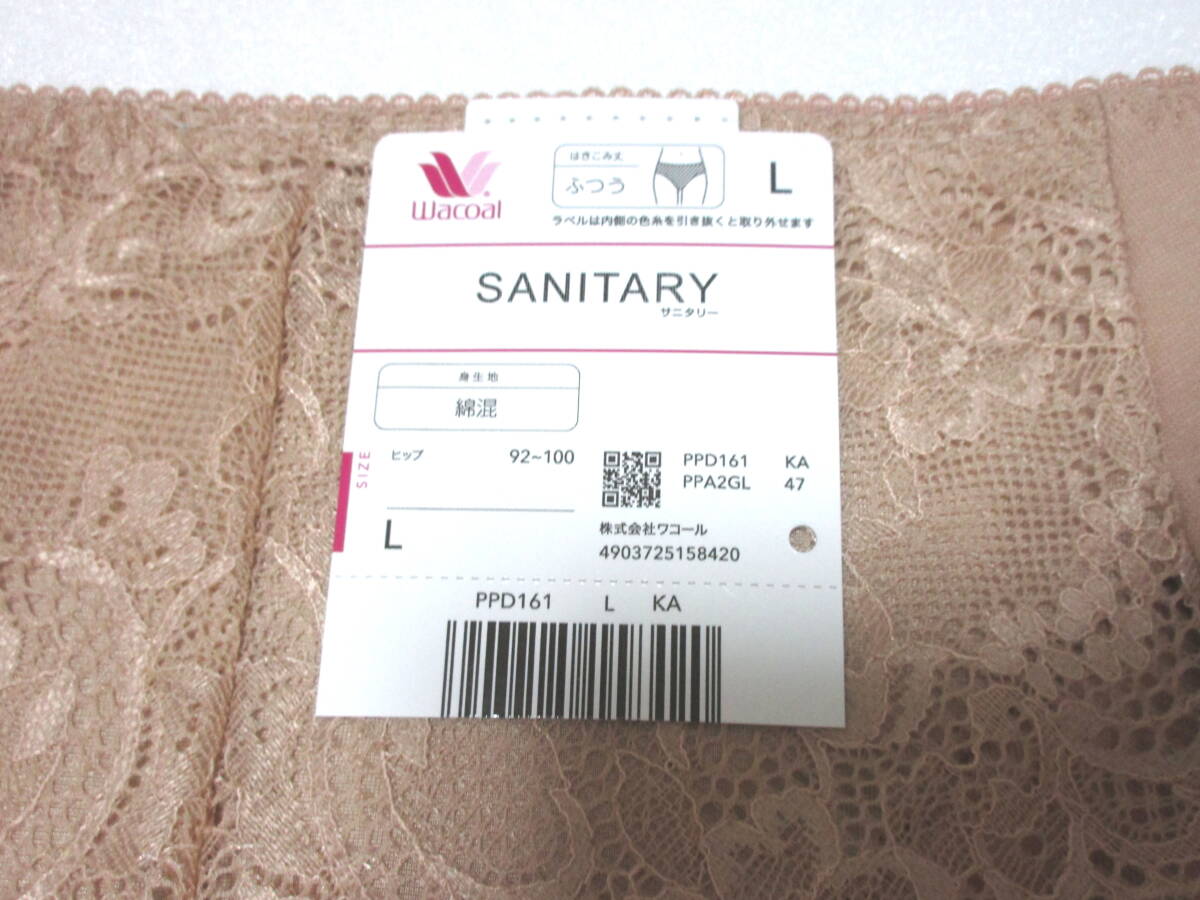 Wacoal
はきこみ丈
ふつう
L
ラベルは内側の色糸を引き抜くと取り外せます
SANITARY
サニタリー
身生地
綿混
SIZE
ヒップ 92~100
L
PPD161 KA
PPA2GL 47
株式会社ワコール
4903725158420
PPD161 L KA